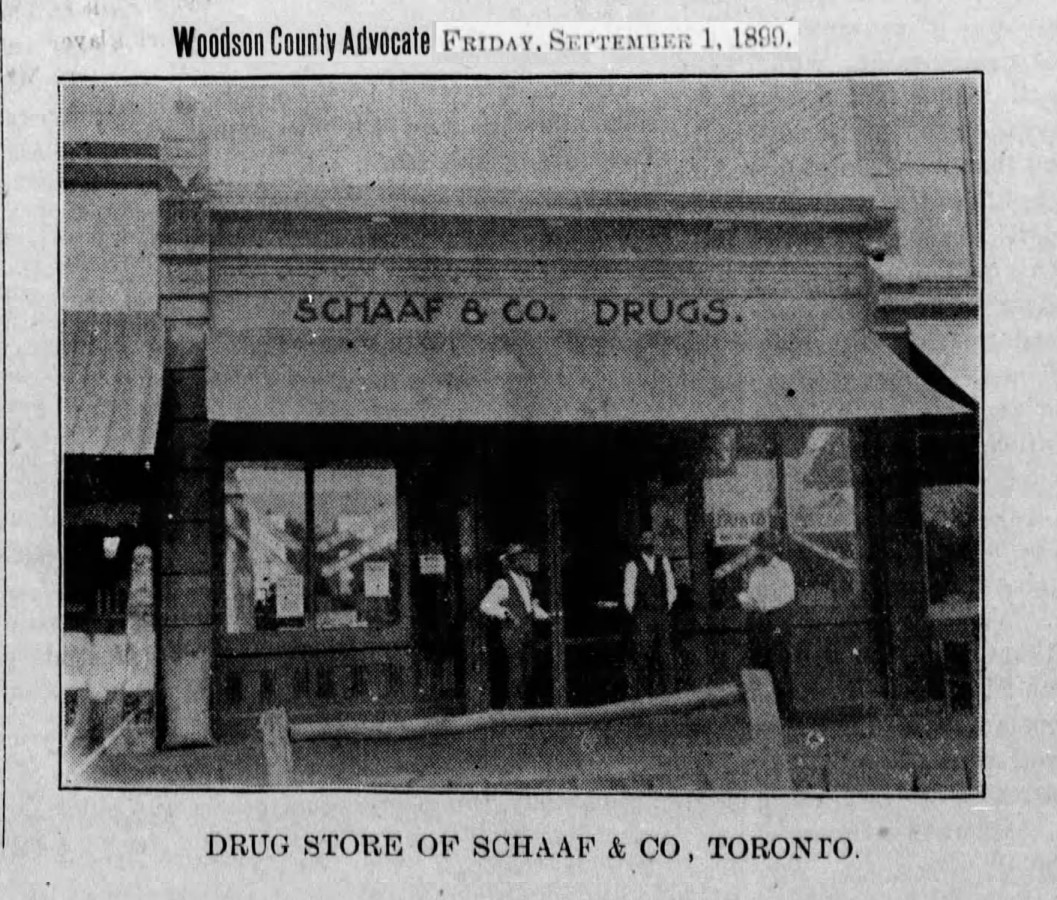 Woodson County Advocate FRIDAY, SEPTEMBER 1, 1899.
SCHAAF & CO. DRUGS.
DRUG STORE OF SCHAAF & CO, TORONTO.